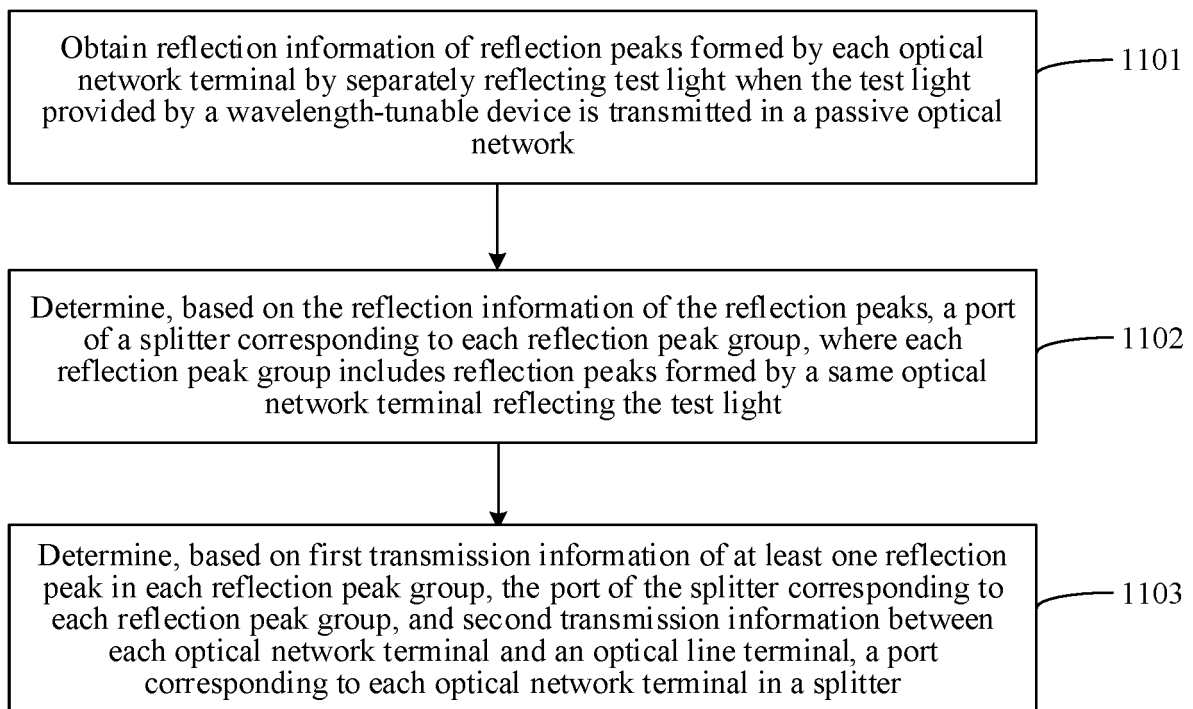 Obtain reflection information of reflection peaks formed by each optical
network terminal by separately reflecting test light when the test light
provided by a wavelength-tunable device is transmitted in a passive optical
network
1101
Determine, based on the reflection information of the reflection peaks, a port
of a splitter corresponding to each reflection peak group, where each
reflection peak group includes reflection peaks formed by a same optical
network terminal reflecting the test light
1102
Determine, based on first transmission information of at least one reflection
peak in each reflection peak group, the port of the splitter corresponding to
each reflection peak group, and second transmission information between
each optical network terminal and an optical line terminal, a port
corresponding to each optical network terminal in a splitter
1103